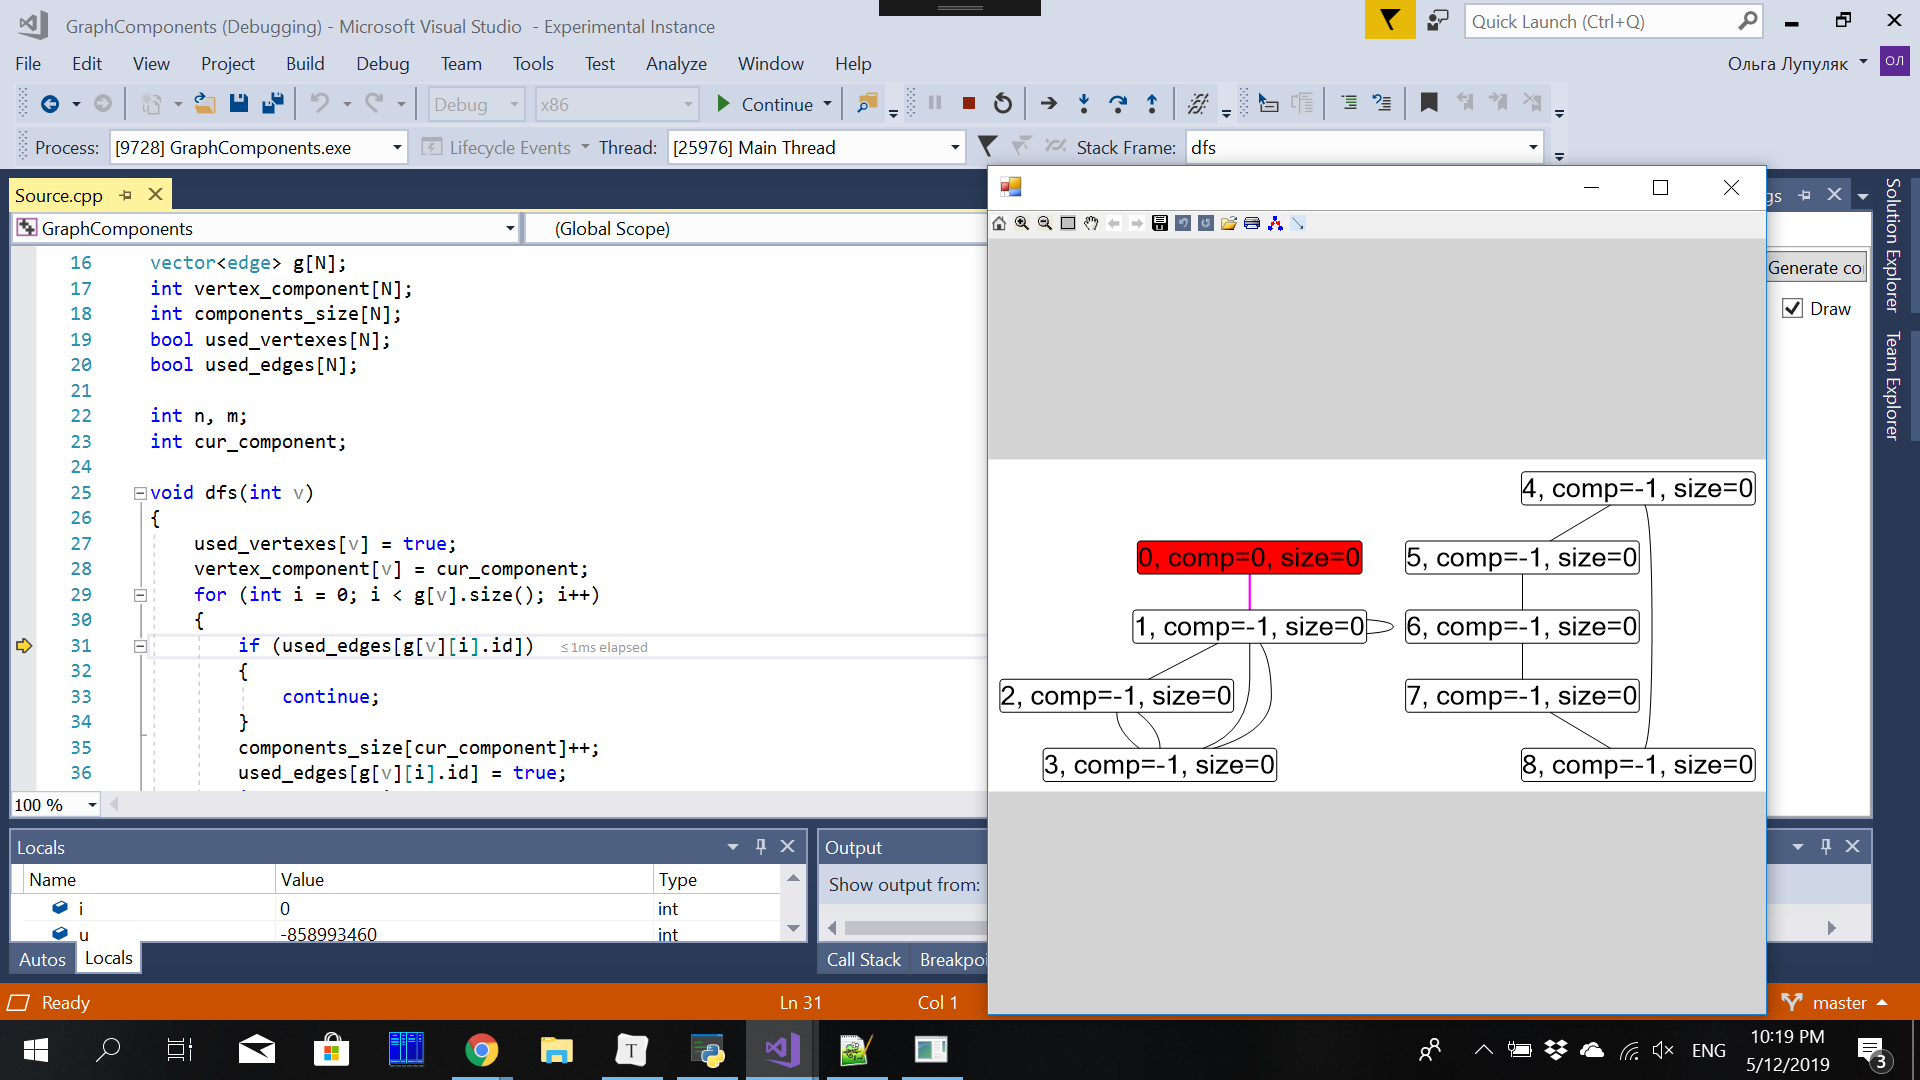 GraphComponents (Debugging) - Microsoft Visual Studio - Experimental Instance
Quick Launch (Ctrl+Q)
File Edit View Project Build Debug Team Tools Test Analyze Window Help
Ольга Лупуляк ОЛ
Debug x86 Continue
Process: [9728] GraphComponents.exe Lifecycle Events Thread: [25976] Main Thread Stack Frame: dfs
Source.cpp
gs
GraphComponents (Global Scope)
16 vector<edge> g[N];
17 int vertex_component[N];
18 int components_size[N];
19 bool used_vertexes[N];
20 bool used_edges[N];
21
22 int n, m;
23 int cur_component;
24
25 void dfs(int v)
26 {
27 used_vertexes[v] = true;
28 vertex_component[v] = cur_component;
29 for (int i = 0; i < g[v].size(); i++)
30 {
31 if (used_edges[g[v][i].id]) ≤1ms elapsed
32 {
33 continue;
34 }
35 components_size[cur_component]++;
36 used_edges[g[v][i].id] = true;
100 %
4, comp=-1, size=0
0, comp=0, size=0
5, comp=-1, size=0
1, comp=-1, size=0
6, comp=-1, size=0
2, comp=-1, size=0
7, comp=-1, size=0
3, comp=-1, size=0
8, comp=-1, size=0
Generate co
Draw
Solution Explorer
Team Explorer
Locals
Name Value Type
i 0 int
u -858993460 int
Autos Locals
Output
Show output from:
Call Stack Breakpoi
Ready Ln 31 Col 1 master
T
ENG
10:19 PM
5/12/2019
3